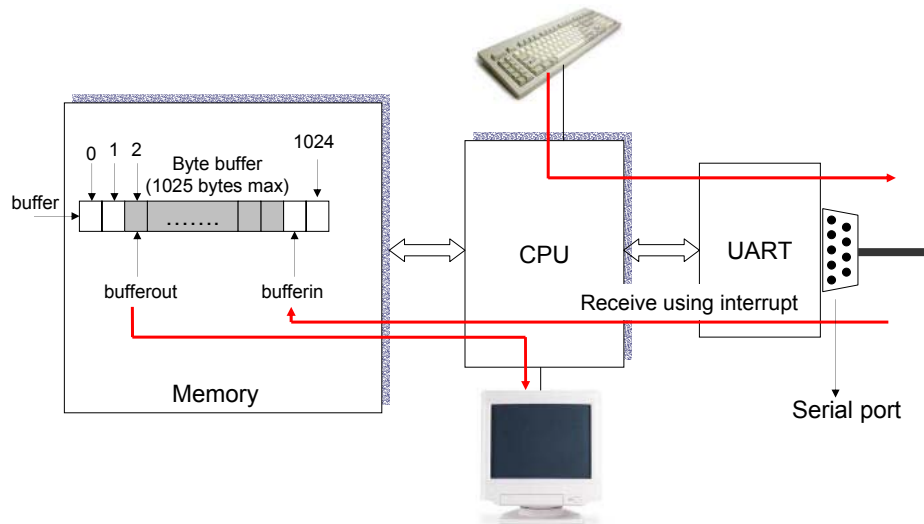 0
1
2
Byte buffer
(1025 bytes max)
1024
buffer
.......
bufferout
bufferin
Memory
CPU
UART
Receive using interrupt
Serial port